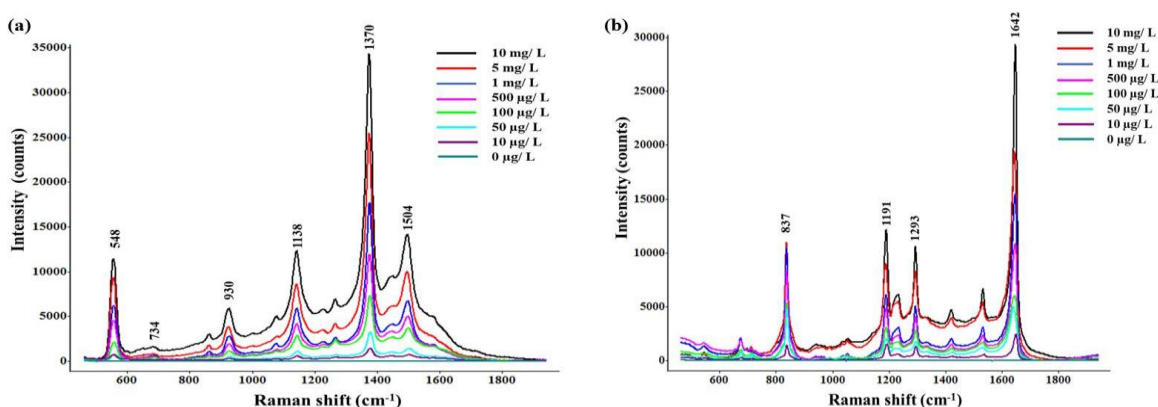 (a)
Intensity (counts)
35000
30000
25000
20000
15000
10000
5000
0
548
734
930
1138
1370
1504
10 mg/ L
5 mg/ L
1 mg/ L
500 µg/ L
100 µg/ L
50 µg/ L
10 µg/ L
0 µg/ L
600
800
1000
1200
1400
1600
1800
Raman shift (cm-1)
(b)
Intensity (counts)
30000
25000
20000
15000
10000
5000
0
837
1191
1293
1642
10 mg/ L
5 mg/ L
1 mg/ L
500 µg/ L
100 µg/ L
50 µg/ L
10 µg/ L
0 µg/ L
600
800
1000
1200
1400
1600
1800
Raman shift (cm-1)